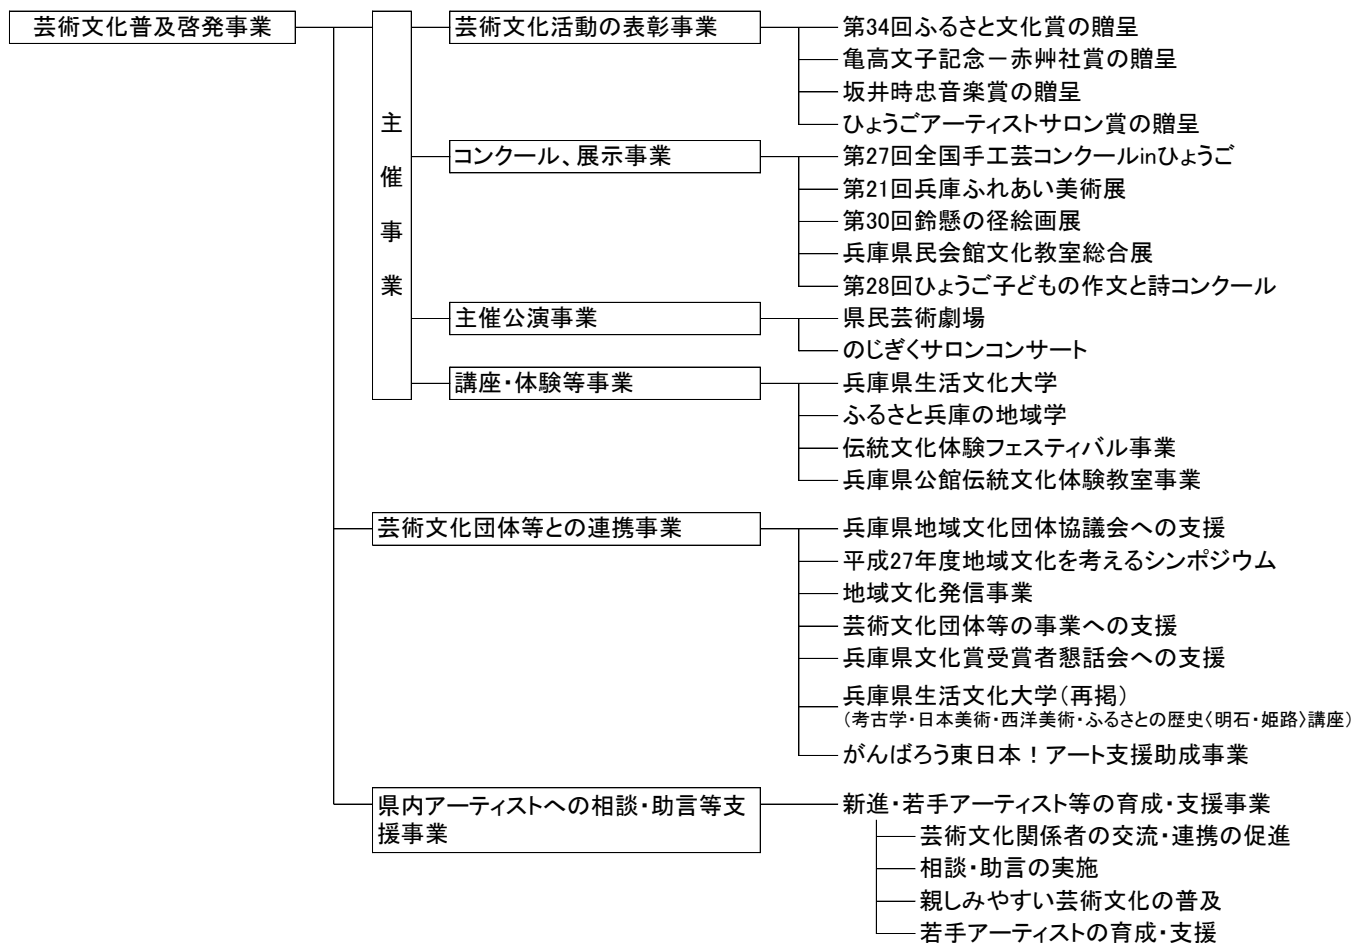 芸術文化普及啓発事業
主催事業
芸術文化活動の表彰事業
第34回ふるさと文化賞の贈呈
亀高文子記念－赤艸社賞の贈呈
坂井時忠音楽賞の贈呈
ひょうごアーティストサロン賞の贈呈
コンクール、展示事業
第27回全国手工芸コンクールinひょうご
第21回兵庫ふれあい美術展
第30回鈴懸の径絵画展
兵庫県民会館文化教室総合展
第28回ひょうご子どもの作文と詩コンクール
主催公演事業
県民芸術劇場
のじぎくサロンコンサート
講座・体験等事業
兵庫県生活文化大学
ふるさと兵庫の地域学
伝統文化体験フェスティバル事業
兵庫県公館伝統文化体験教室事業
芸術文化団体等との連携事業
兵庫県地域文化団体協議会への支援
平成27年度地域文化を考えるシンポジウム
地域文化発信事業
芸術文化団体等の事業への支援
兵庫県文化賞受賞者懇話会への支援
兵庫県生活文化大学（再掲）
（考古学・日本美術・西洋美術・ふるさとの歴史〈明石・姫路〉講座）
がんばろう東日本！アート支援助成事業
県内アーティストへの相談・助言等支
援事業
新進・若手アーティスト等の育成・支援事業
芸術文化関係者の交流・連携の促進
相談・助言の実施
親しみやすい芸術文化の普及
若手アーティストの育成・支援